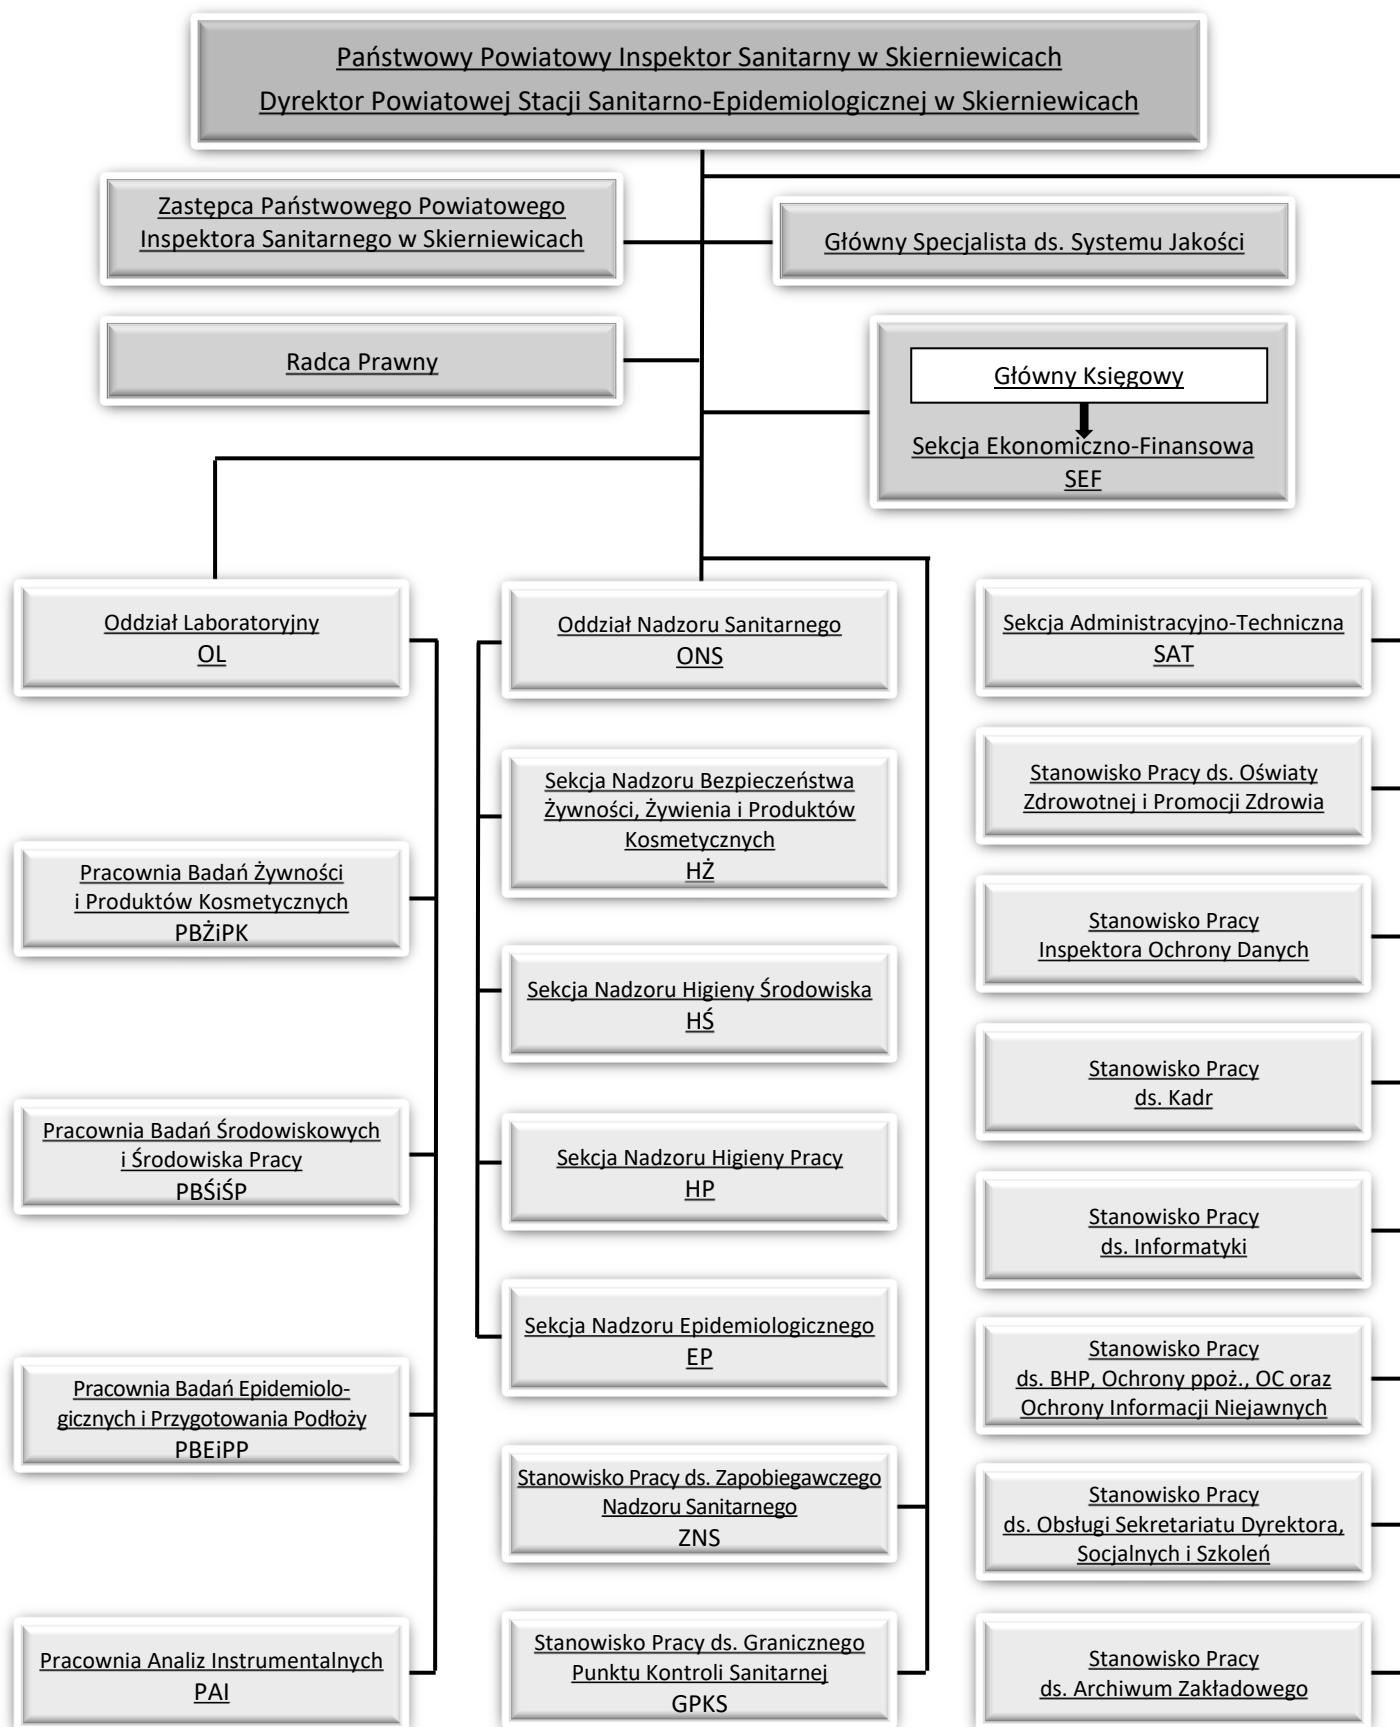 Państwowy Powiatowy Inspektor Sanitarny w Skierniewicach
Dyrektor Powiatowej Stacji Sanitarno-Epidemiologicznej w Skierniewicach
Zastępca Państwowego Powiatowego
Inspektora Sanitarnego w Skierniewicach
Główny Specjalista ds. Systemu Jakości
Radca Prawny
Główny Księgowy
Sekcja Ekonomiczno-Finansowa
SEF
Oddział Laboratoryjny
OL
Pracownia Badań Żywności
i Produktów Kosmetycznych
PBŻiPK
Pracownia Badań Środowiskowych
i Środowiska Pracy
PBŚiŚP
Pracownia Badań Epidemiolo-
gicznych i Przygotowania Podłoży
PBEiPP
Pracownia Analiz Instrumentalnych
PAI
Oddział Nadzoru Sanitarnego
ONS
Sekcja Nadzoru Bezpieczeństwa
Żywności, Żywienia i Produktów
Kosmetycznych
HŻ
Sekcja Nadzoru Higieny Środowiska
HŚ
Sekcja Nadzoru Higieny Pracy
HP
Sekcja Nadzoru Epidemiologicznego
EP
Stanowisko Pracy ds. Zapobiegawczego
Nadzoru Sanitarnego
ZNS
Stanowisko Pracy ds. Granicznego
Punktu Kontroli Sanitarnej
GPKS
Sekcja Administracyjno-Techniczna
SAT
Stanowisko Pracy ds. Oświaty
Zdrowotnej i Promocji Zdrowia
Stanowisko Pracy
Inspektora Ochrony Danych
Stanowisko Pracy
ds. Kadr
Stanowisko Pracy
ds. Informatyki
Stanowisko Pracy
ds. BHP, Ochrony ppoż., OC oraz
Ochrony Informacji Niejawnych
Stanowisko Pracy
ds. Obsługi Sekretariatu Dyrektora,
Socjalnych i Szkoleń
Stanowisko Pracy
ds. Archiwum Zakładowego